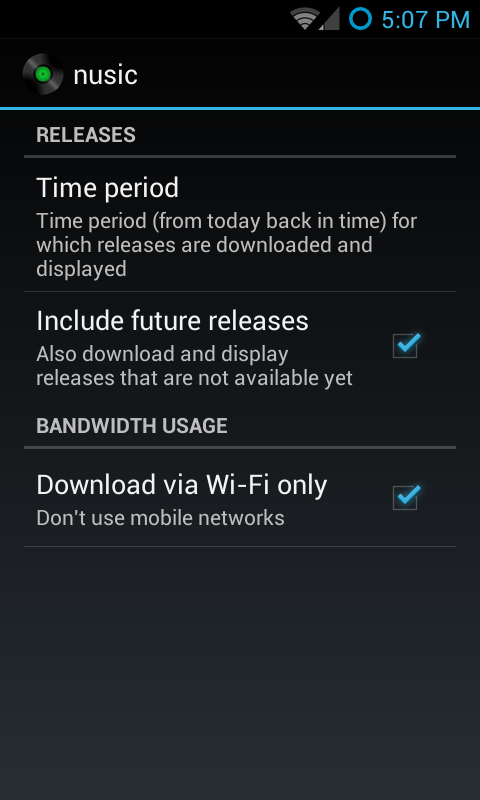 5:07 PM
nusic
RELEASES
Time period
Time period (from today back in time) for
which releases are downloaded and
displayed
Include future releases
Also download and display
releases that are not available yet
BANDWIDTH USAGE
Download via Wi-Fi only
Don't use mobile networks